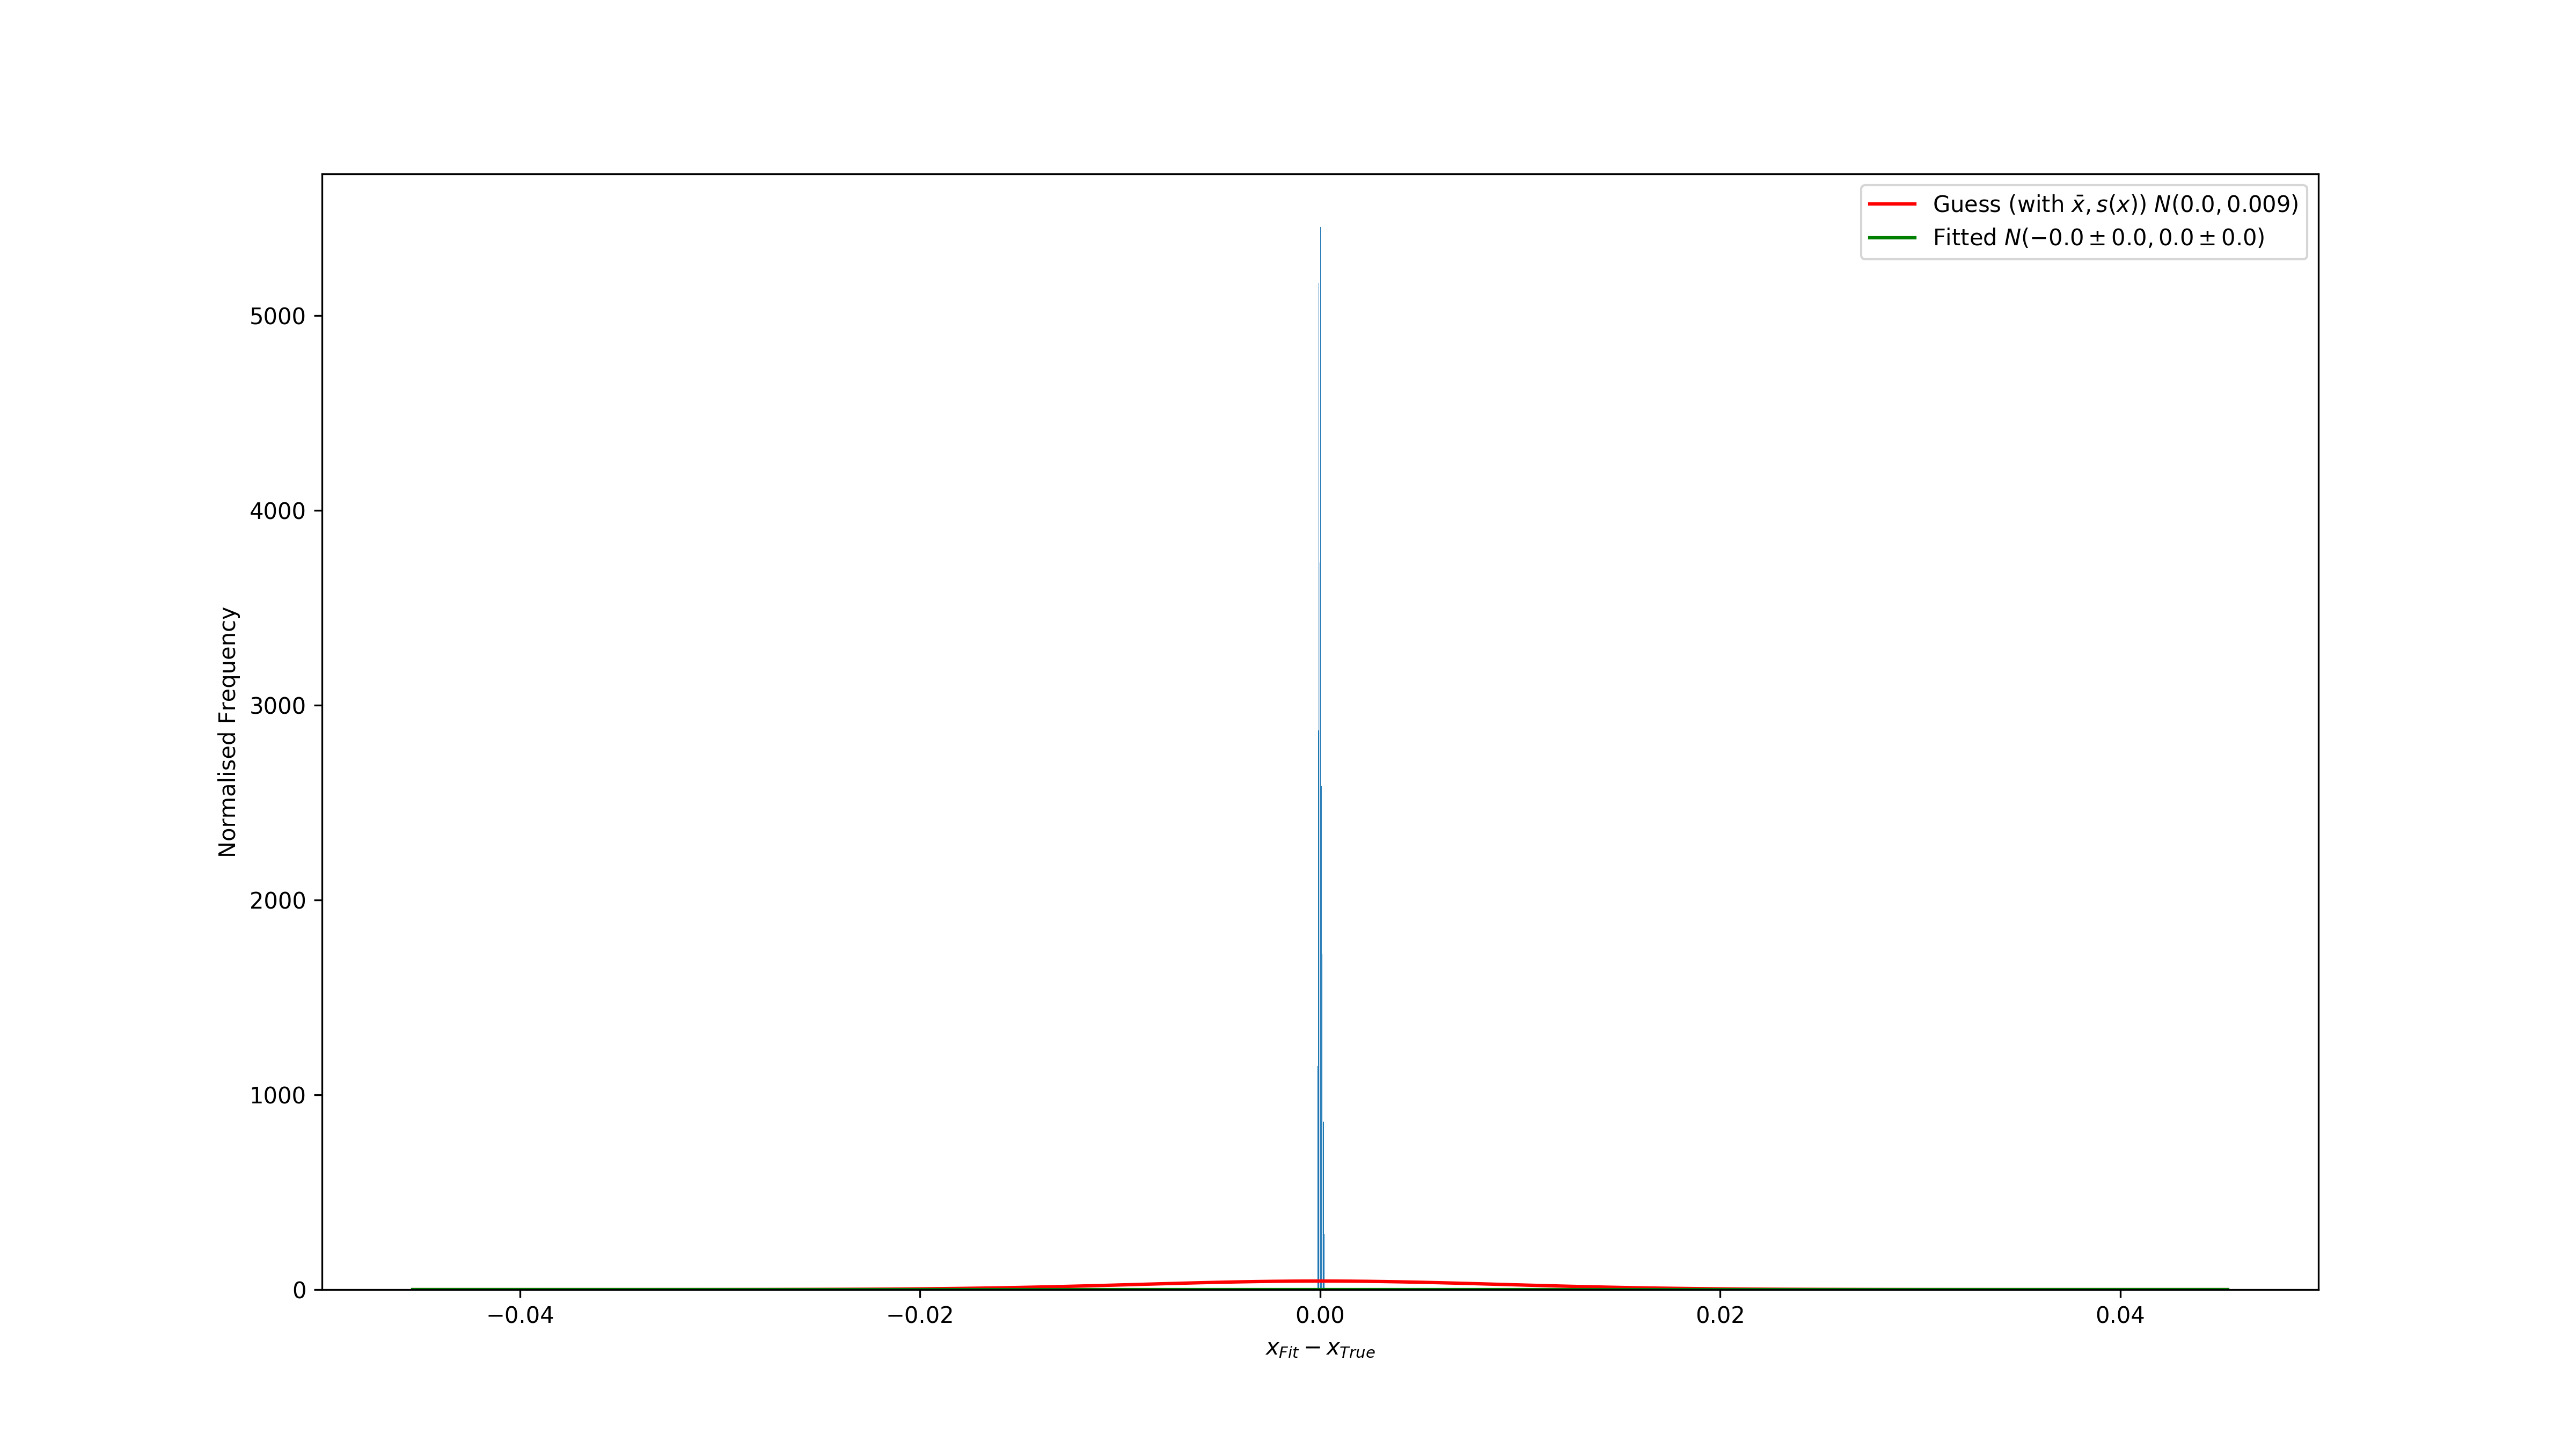 Guess (with x̄, s(x)) N(0.0, 0.009)
Fitted N(−0.0 ± 0.0, 0.0 ± 0.0)
5000
4000
3000
2000
1000
0
Normalised Frequency
−0.04 −0.02 0.00 0.02 0.04
x_Fit − x_True